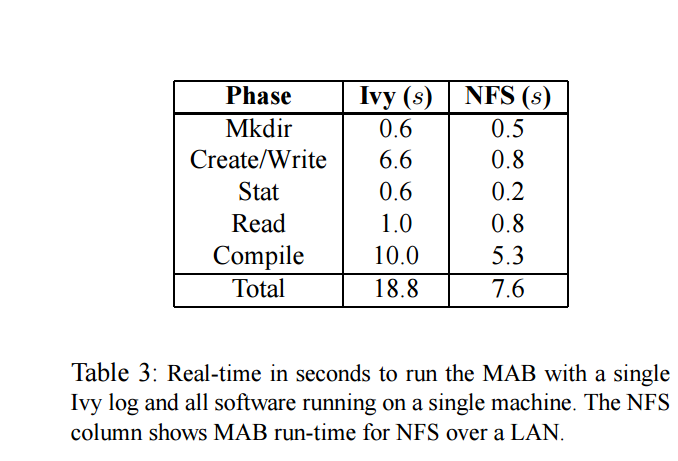 Phase Ivy (s) NFS (s)
Mkdir 0.6 0.5
Create/Write 6.6 0.8
Stat 0.6 0.2
Read 1.0 0.8
Compile 10.0 5.3
Total 18.8 7.6
Table 3: Real-time in seconds to run the MAB with a single
Ivy log and all software running on a single machine. The NFS
column shows MAB run-time for NFS over a LAN.